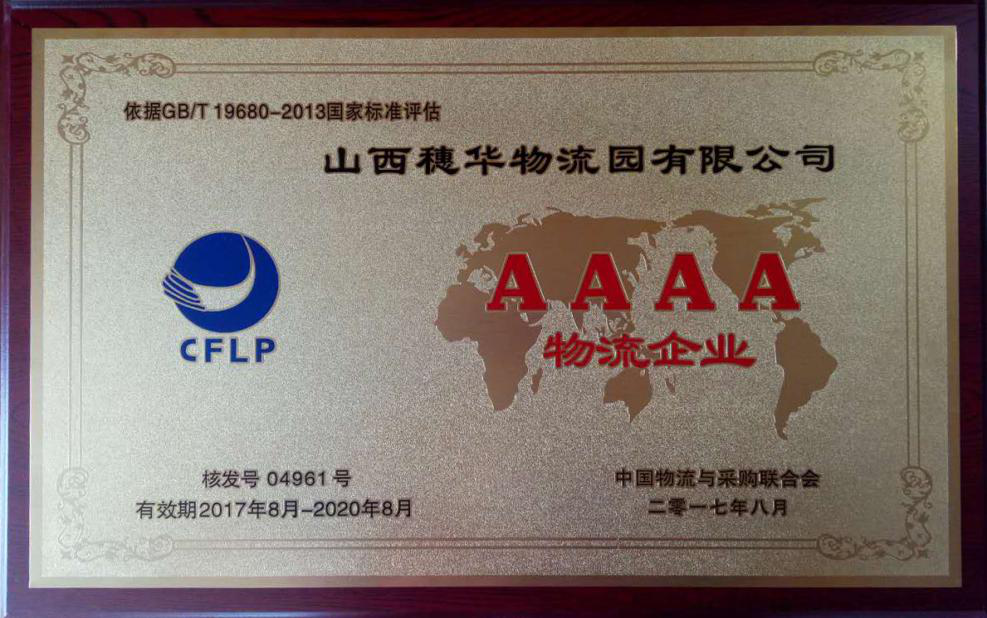 依据GB/T 19680-2013国家标准评估
山西穗华物流园有限公司
CFLP
AAAA
物流企业
核发号 04961号
有效期2017年8月-2020年8月
中国物流与采购联合会
二零一七年八月